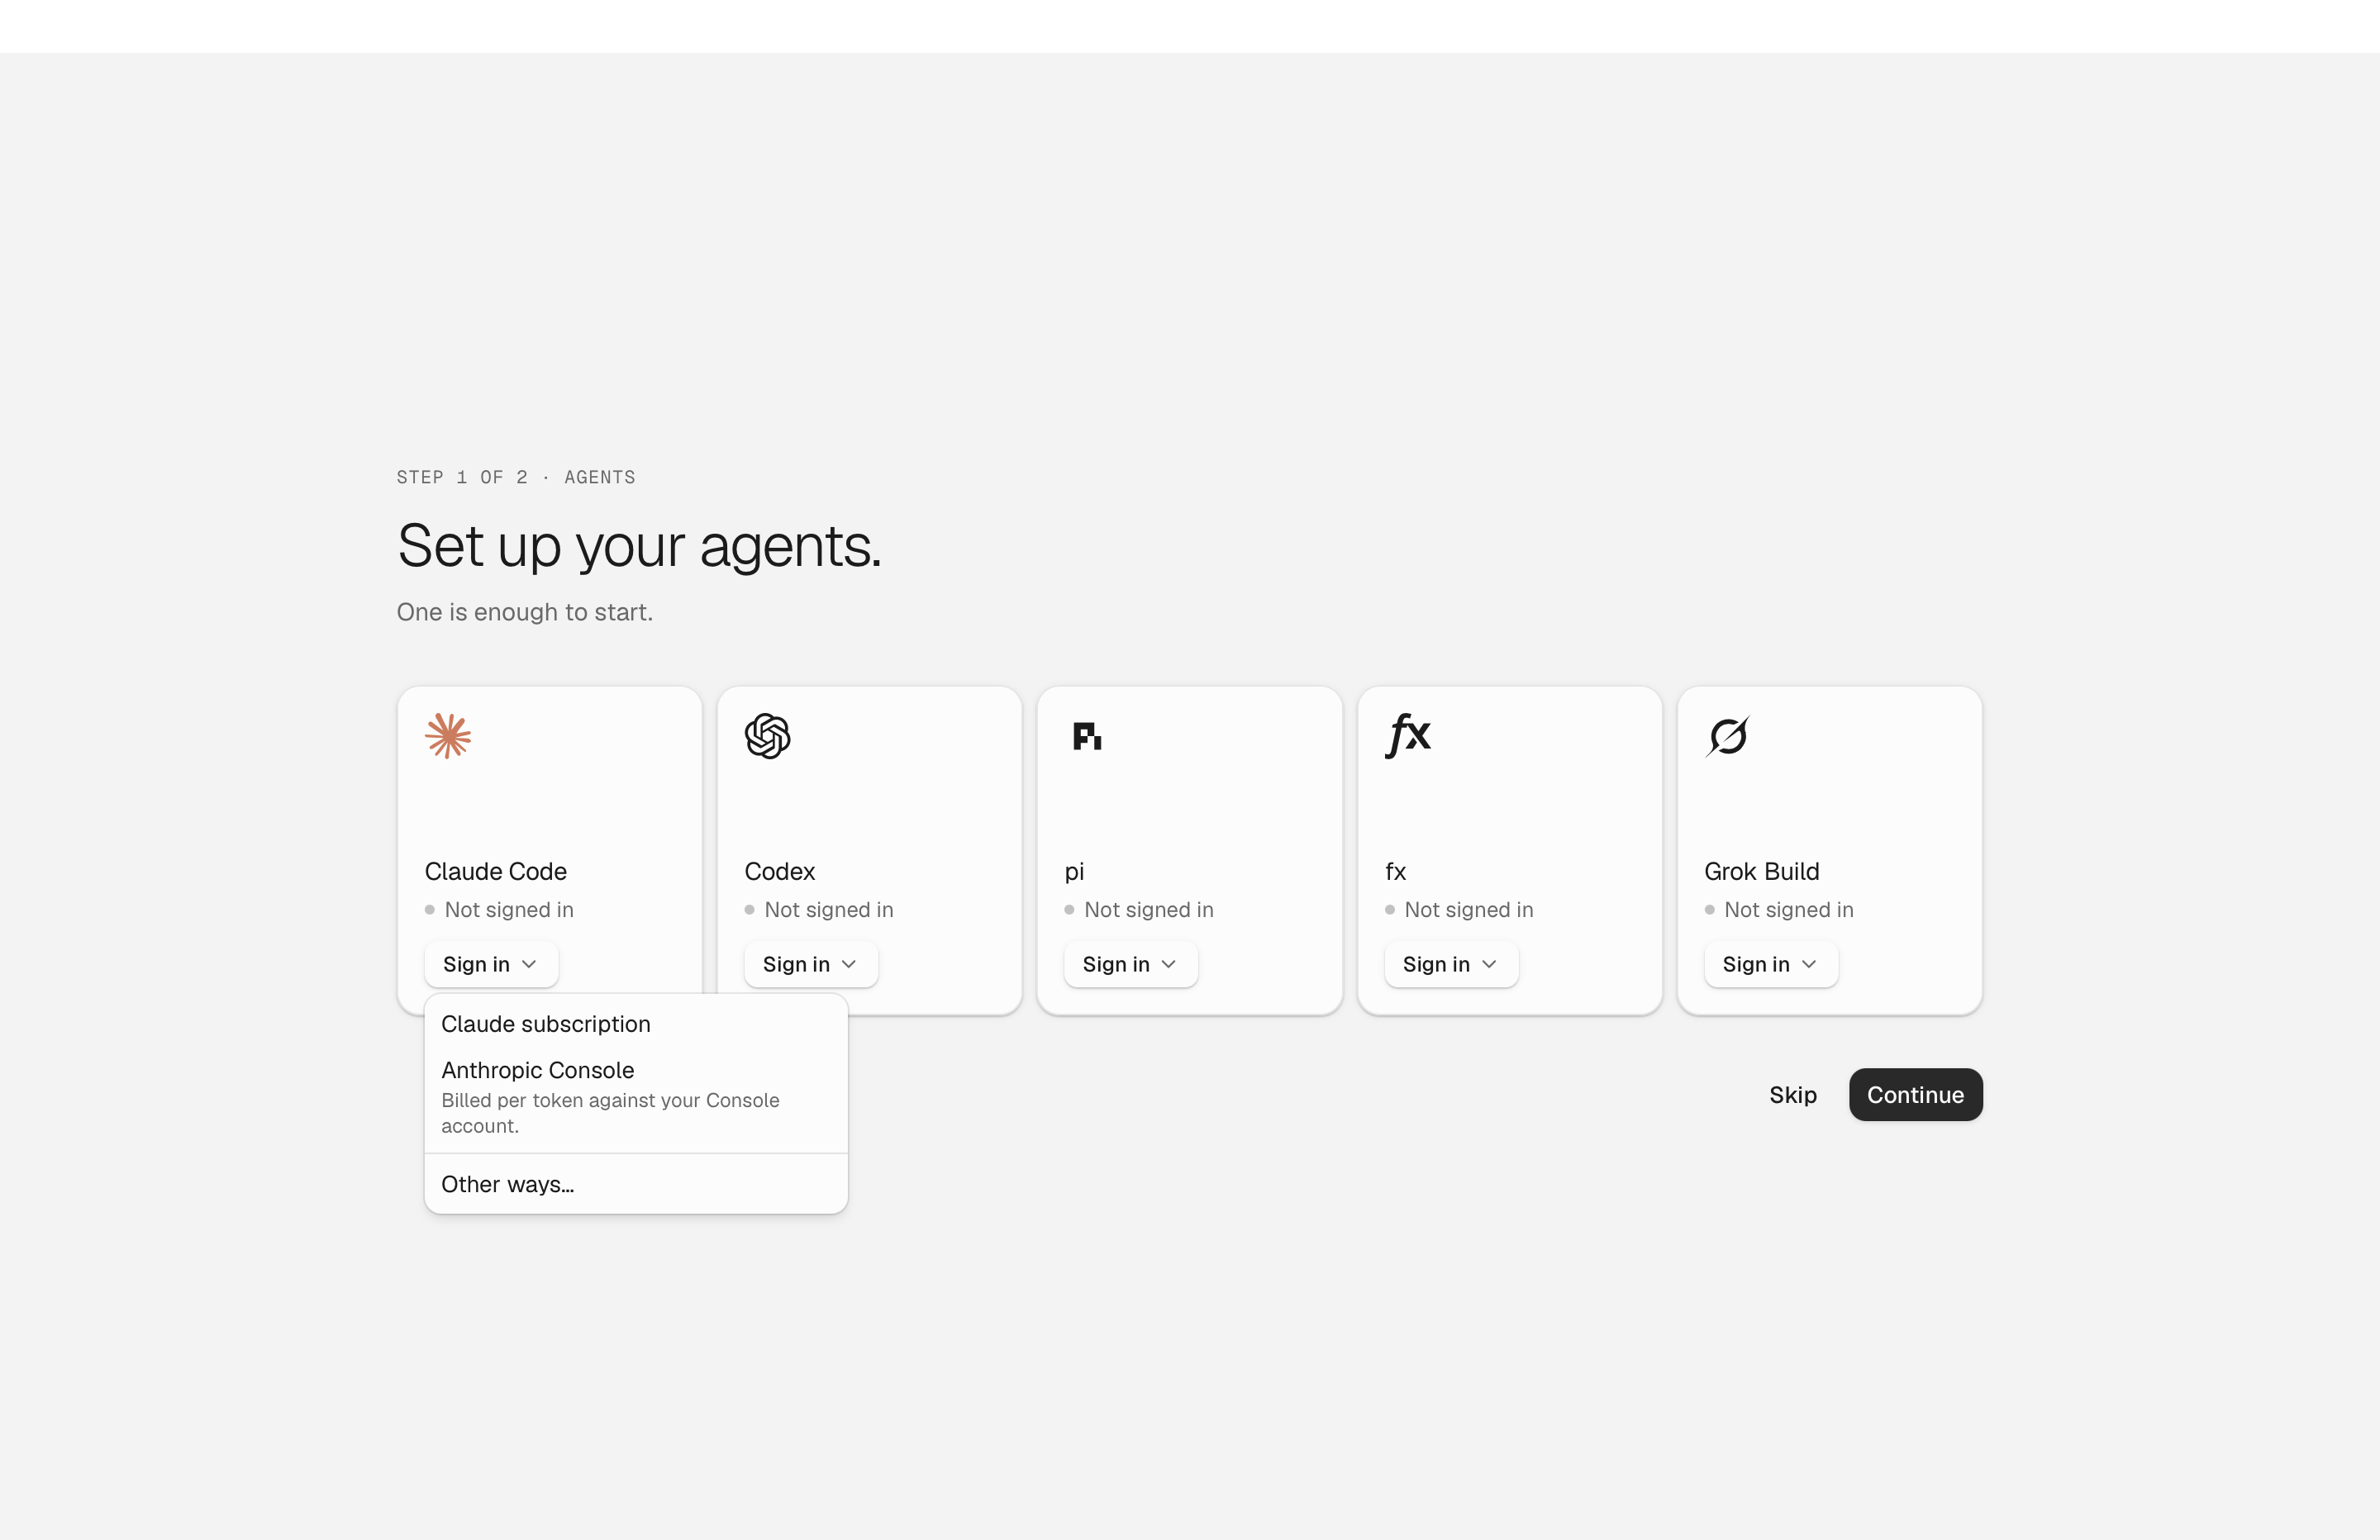 STEP 1 OF 2 · AGENTS
Set up your agents.
One is enough to start.
fx
Claude Code
Not signed in
Sign in
Codex
Not signed in
Sign in
pi
Not signed in
Sign in
fx
Not signed in
Sign in
Grok Build
Not signed in
Sign in
Claude subscription
Anthropic Console
Billed per token against your Console
account.
Other ways...
Skip
Continue